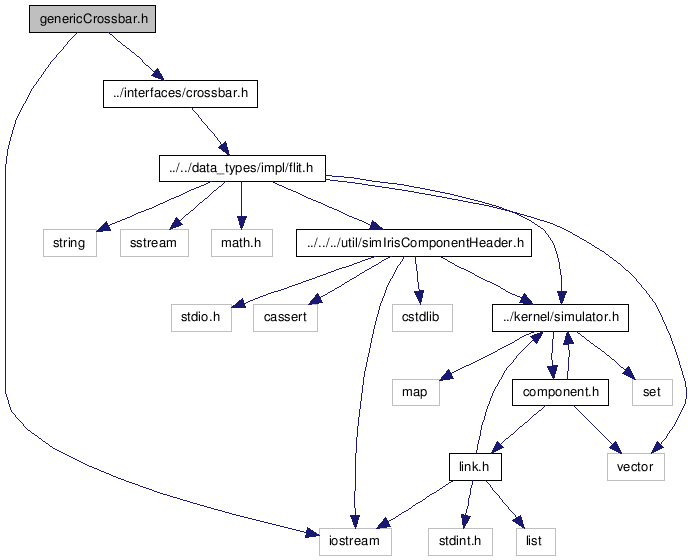 genericCrossbar.h
../interfaces/crossbar.h
../../data_types/impl/flit.h
string
sstream
math.h
../../../util/simIrisComponentHeader.h
stdio.h
cassert
cstdlib
../kernel/simulator.h
map
component.h
set
link.h
vector
iostream
stdint.h
list